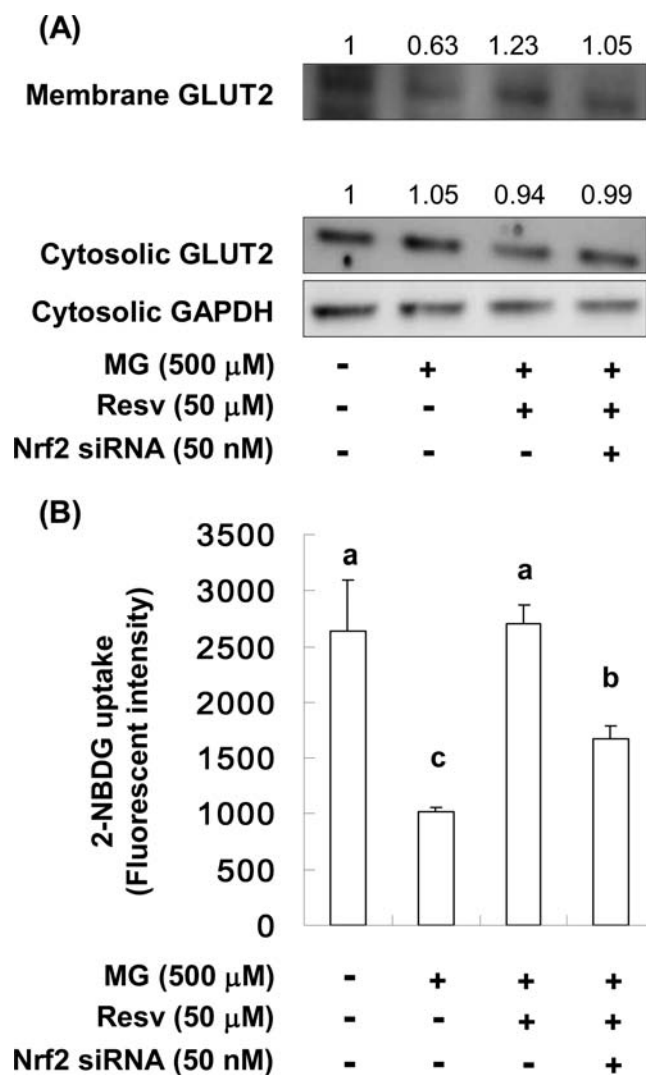 (A)
1 0.63 1.23 1.05
Membrane GLUT2
1 1.05 0.94 0.99
Cytosolic GLUT2
Cytosolic GAPDH
MG (500 μM) - + + +
Resv (50 μM) - - + +
Nrf2 siRNA (50 nM) - - - +
(B)
2-NBDG uptake
(Fluorescent intensity)
3500
3000
2500
2000
1500
1000
500
0
a
c
a
b
MG (500 μM) - + + +
Resv (50 μM) - - + +
Nrf2 siRNA (50 nM) - - - +